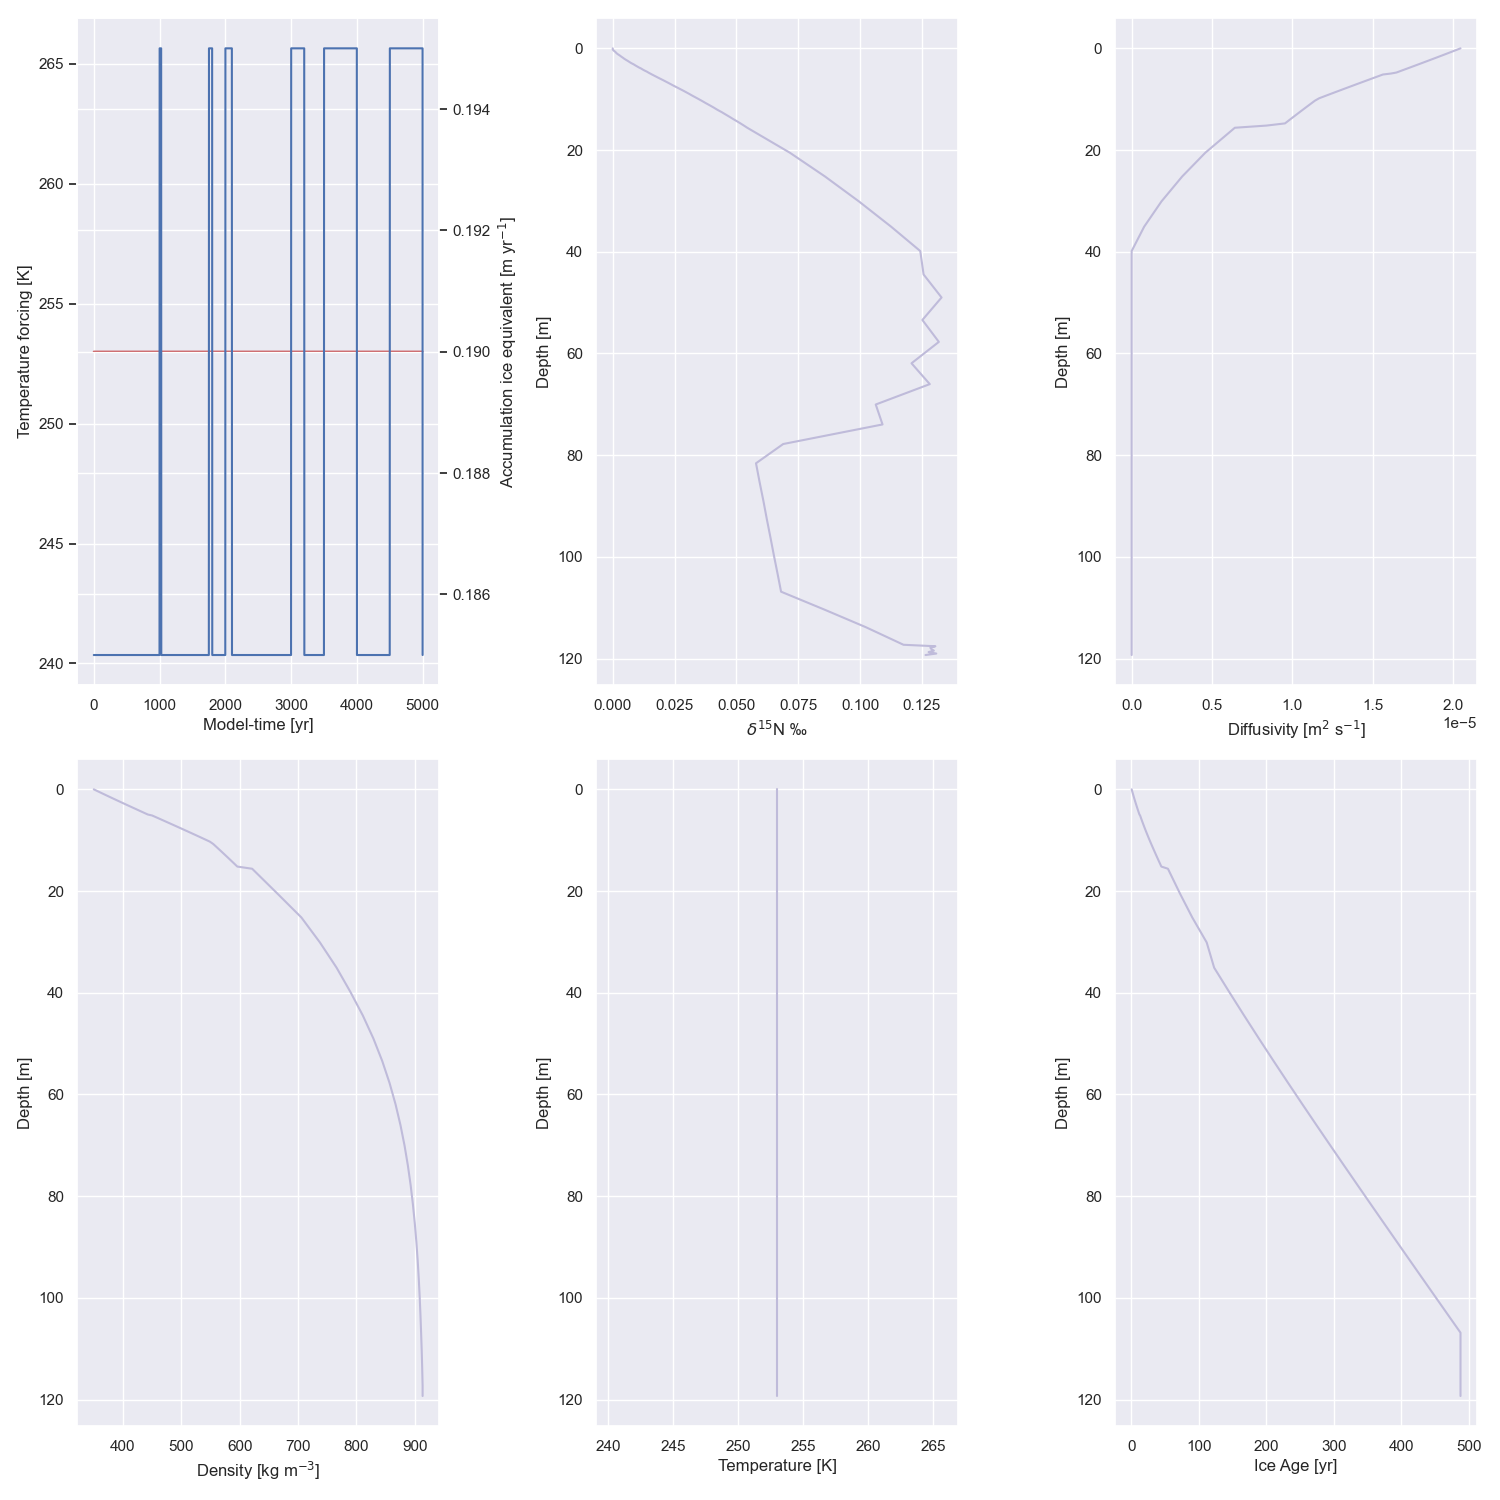 265
260
255
250
245
240
Temperature forcing [K]
0.194
0.192
0.190
0.188
0.186
Accumulation ice equivalent [m yr⁻¹]
0 1000 2000 3000 4000 5000
Model-time [yr]
0
20
40
60
80
100
120
Depth [m]
0.000 0.025 0.050 0.075 0.100 0.125
δ¹⁵N ‰
0
20
40
60
80
100
120
Depth [m]
0.0 0.5 1.0 1.5 2.0
1e−5
Diffusivity [m² s⁻¹]
0
20
40
60
80
100
120
Depth [m]
400 500 600 700 800 900
Density [kg m⁻³]
0
20
40
60
80
100
120
Depth [m]
240 245 250 255 260 265
Temperature [K]
0
20
40
60
80
100
120
Depth [m]
0 100 200 300 400 500
Ice Age [yr]